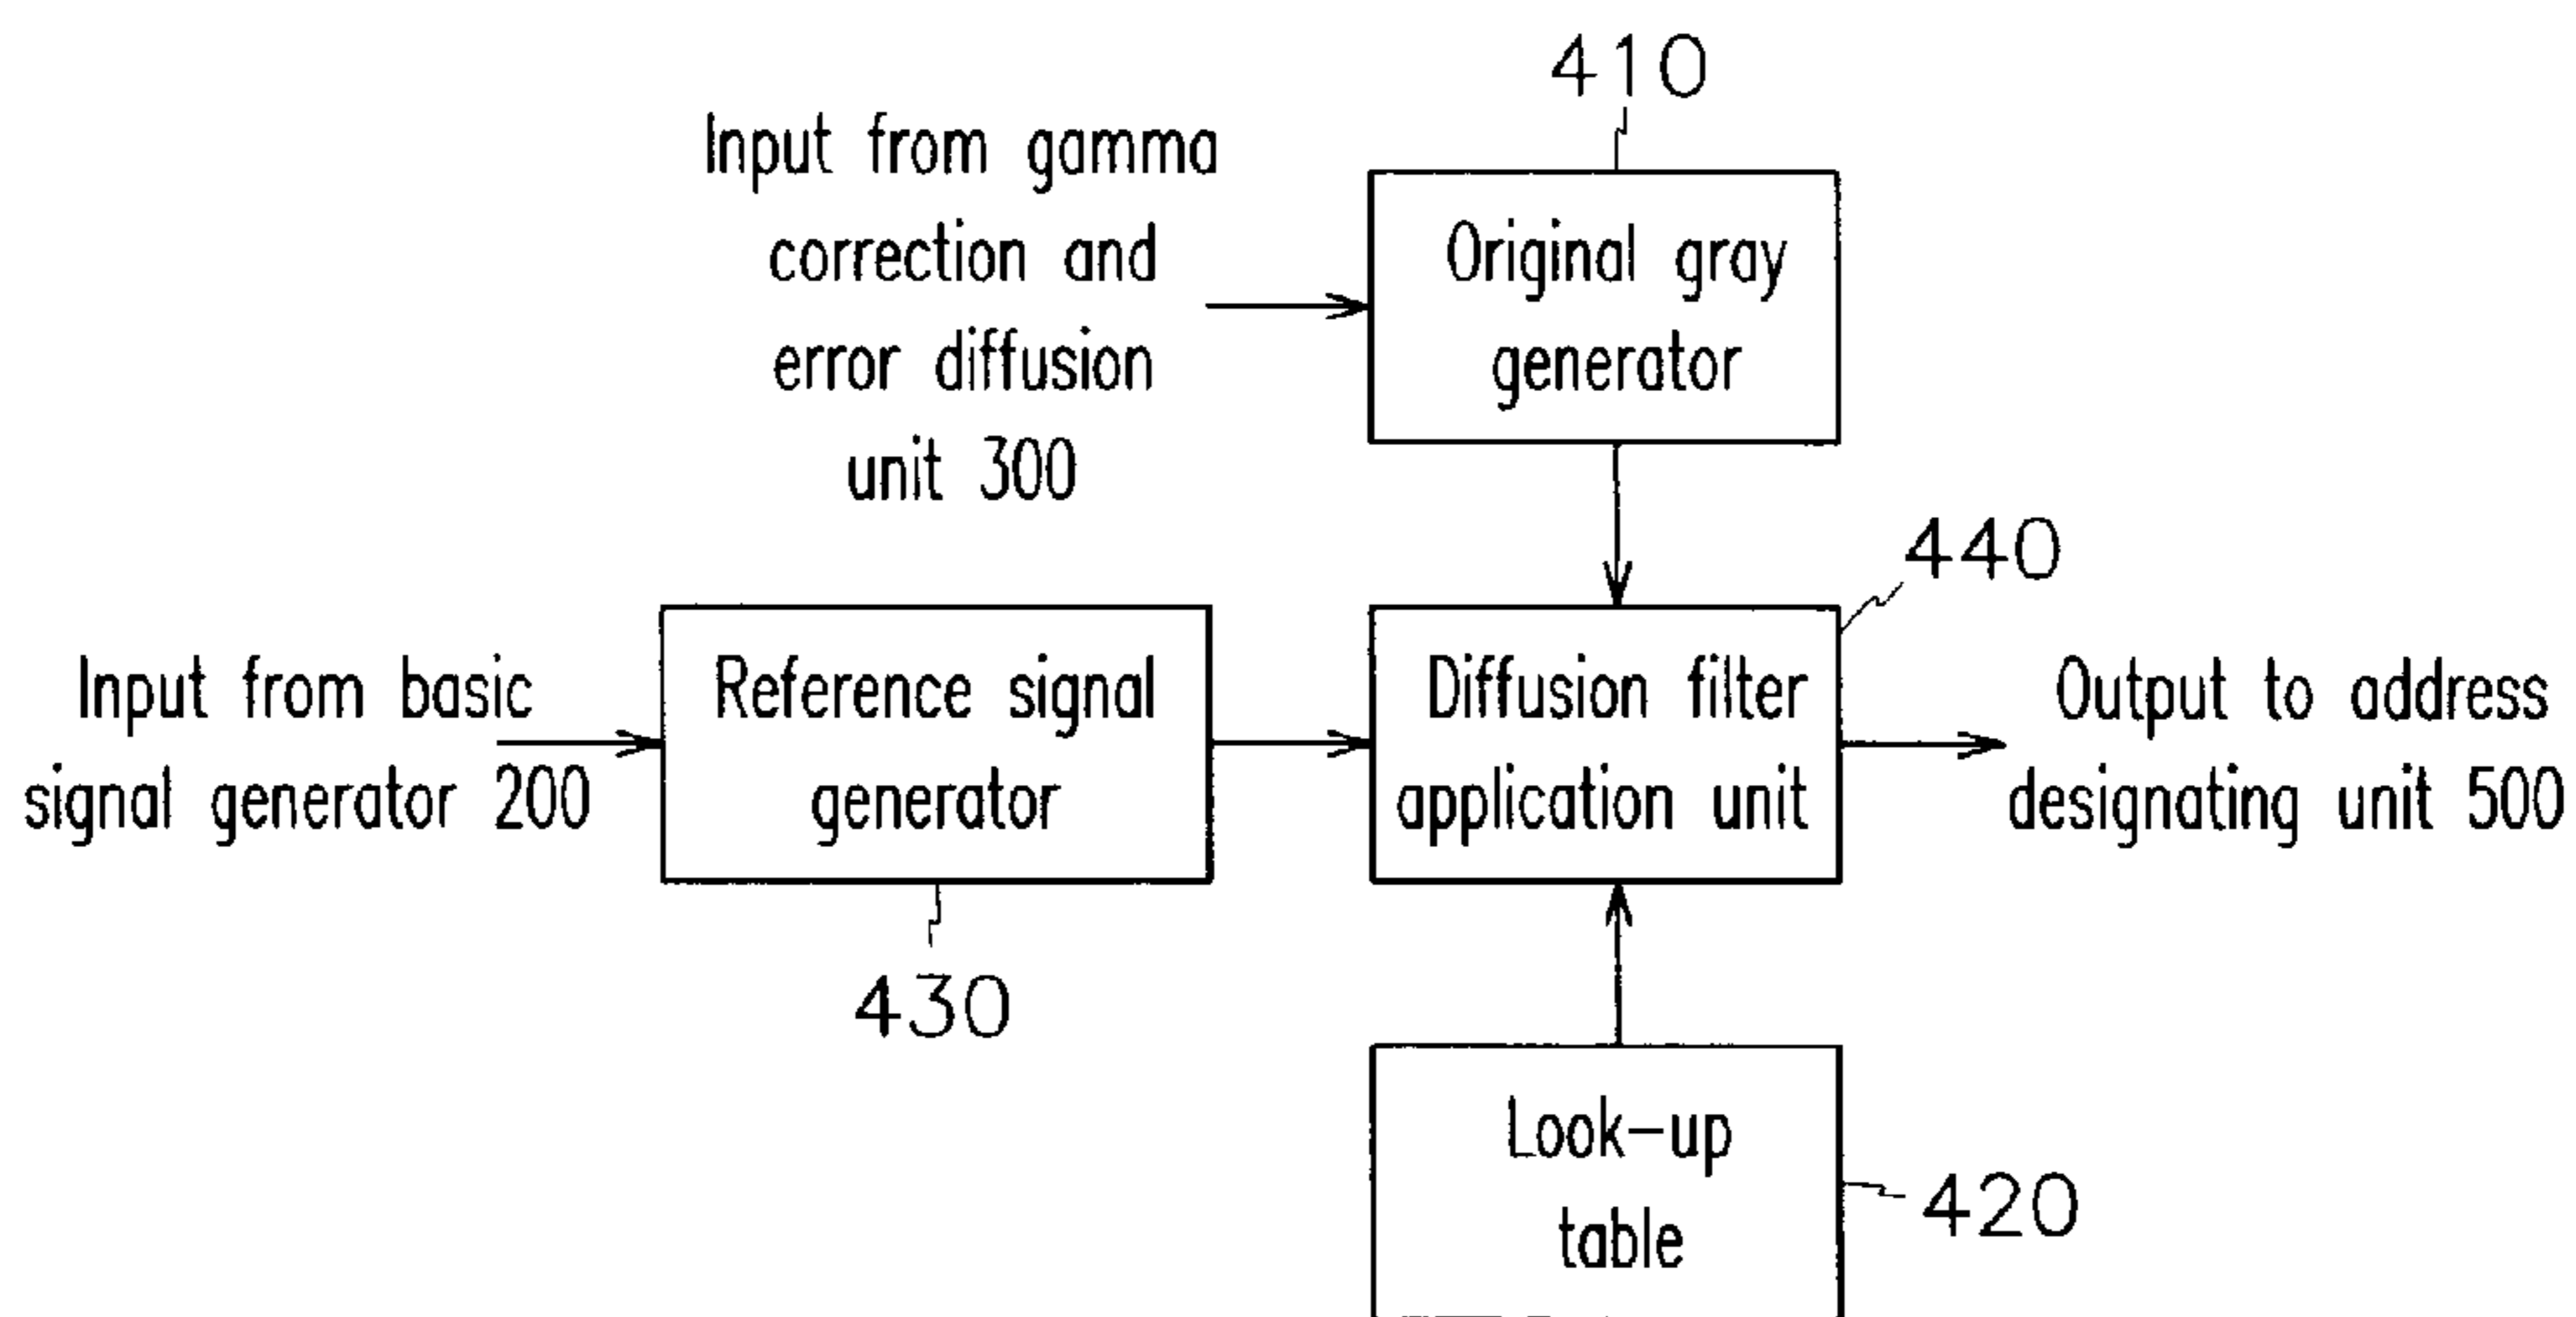 410
Input from gamma
correction and
error diffusion
unit 300
Original gray
generator
440
Input from basic
signal generator 200
Reference signal
generator
Diffusion filter
application unit
Output to address
designating unit 500
430
Look-up
table
420